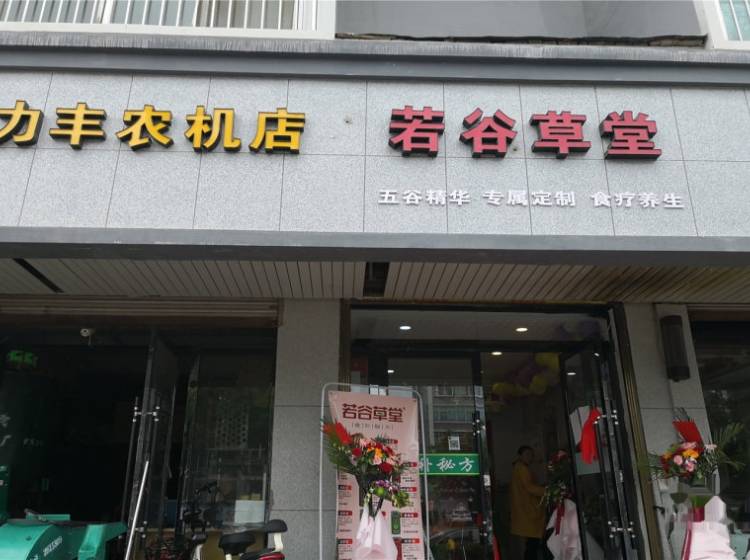 力丰农机店
若谷草堂
五谷精华 专属定制 食疗养生
若谷草堂
秘方